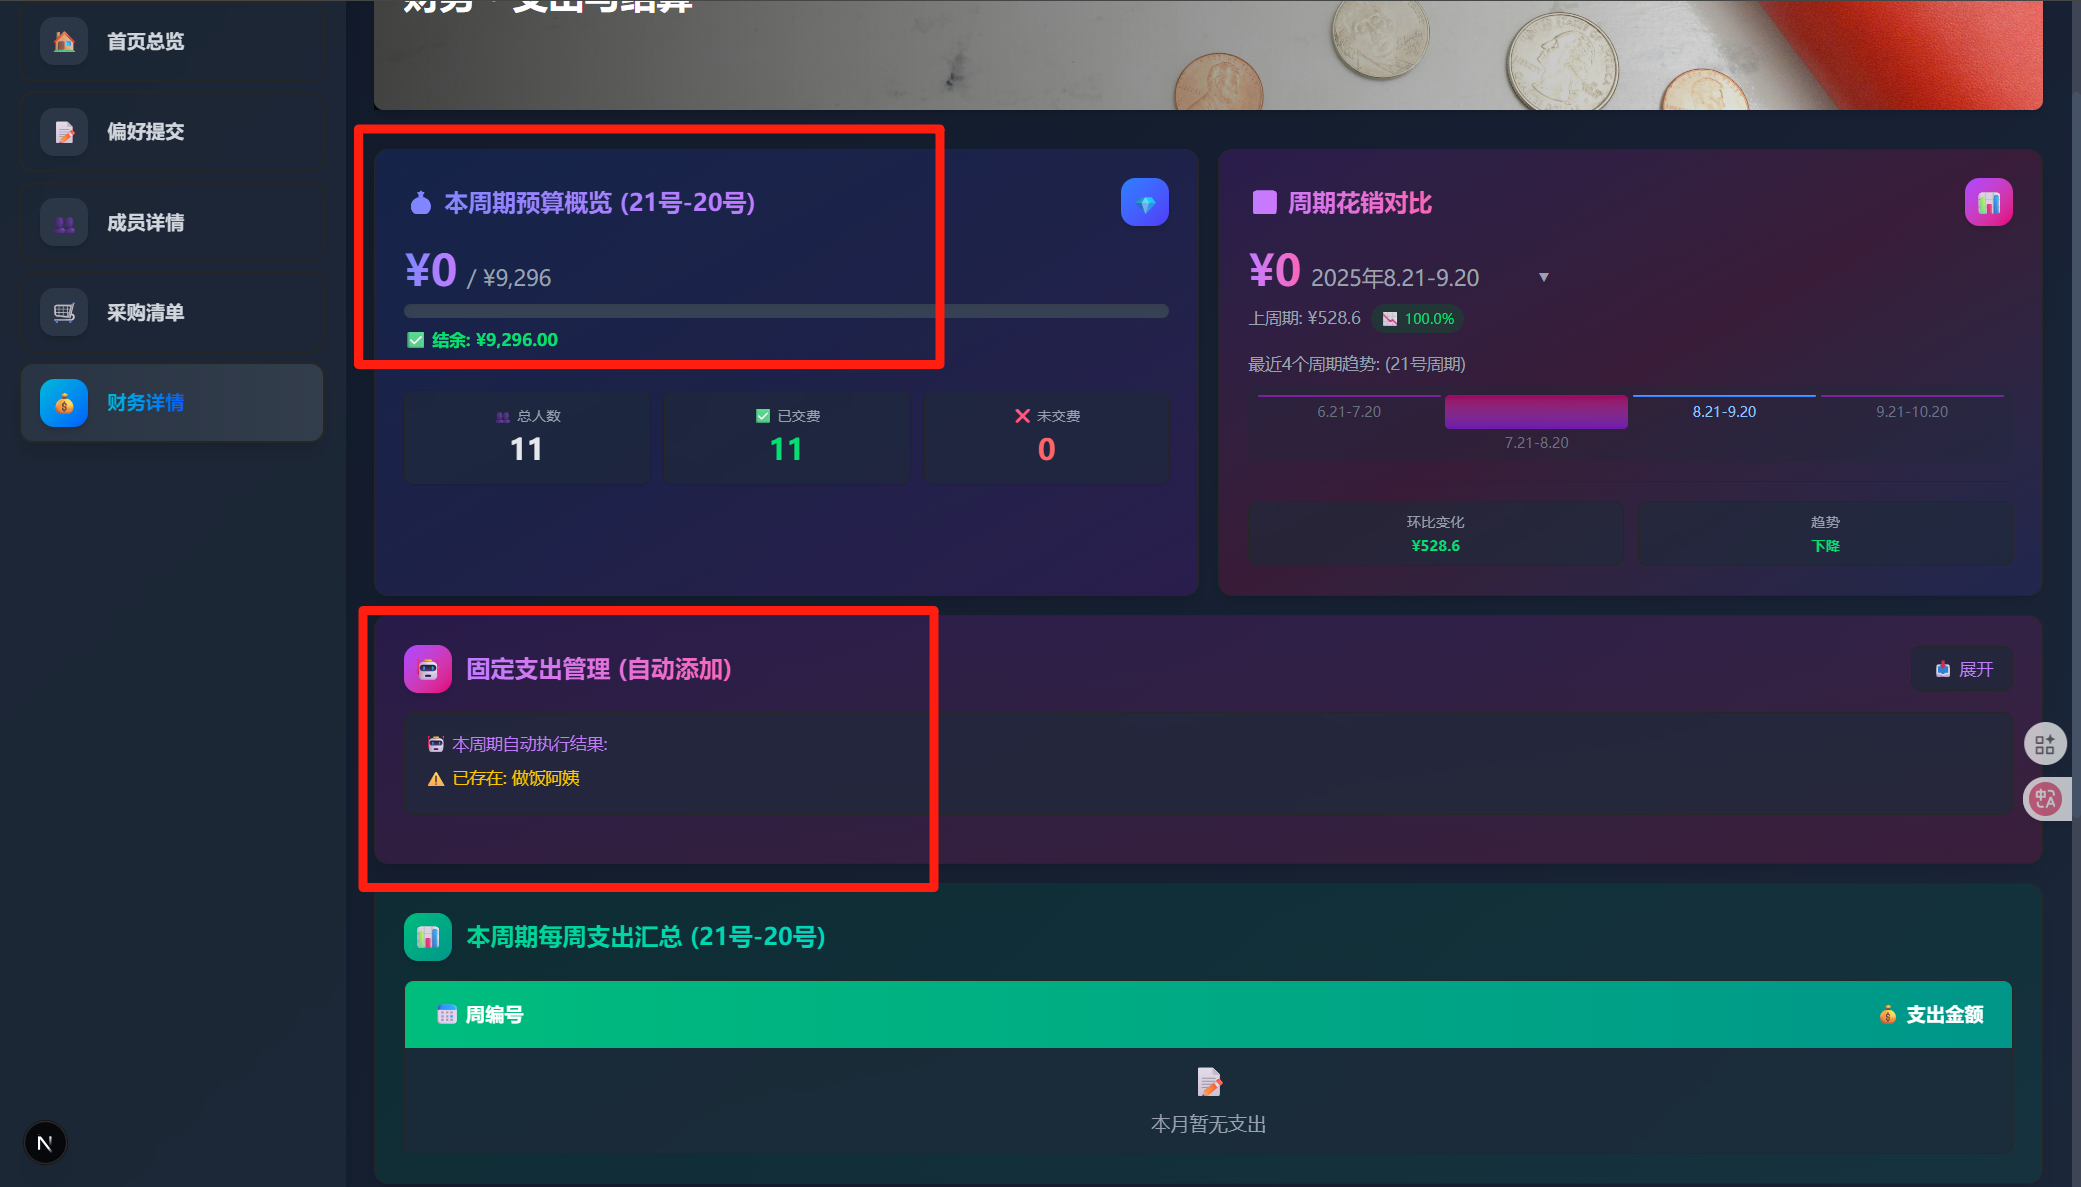 首页总览
偏好提交
成员详情
采购清单
财务详情
财务·支出与结算
本周期预算概览 (21号-20号)
¥0 / ¥9,296
结余: ¥9,296.00
总人数
11
已交费
11
未交费
0
周期花销对比
¥0 2025年8.21-9.20
上周期: ¥528.6 100.0%
最近4个周期趋势: (21号周期)
6.21-7.20
7.21-8.20
8.21-9.20
9.21-10.20
环比变化
¥528.6
趋势
下降
固定支出管理 (自动添加)
展开
本周期自动执行结果:
已存在: 做饭阿姨
本周期每周支出汇总 (21号-20号)
周编号
支出金额
本月暂无支出
N
中A